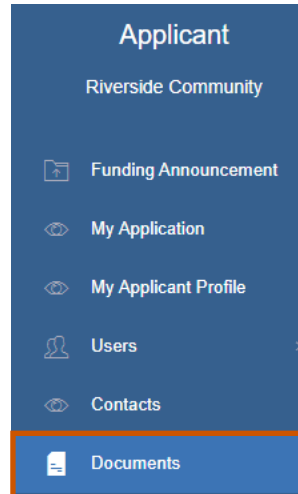 Applicant
Riverside Community
Funding Announcement
My Application
My Applicant Profile
Users
Contacts
Documents